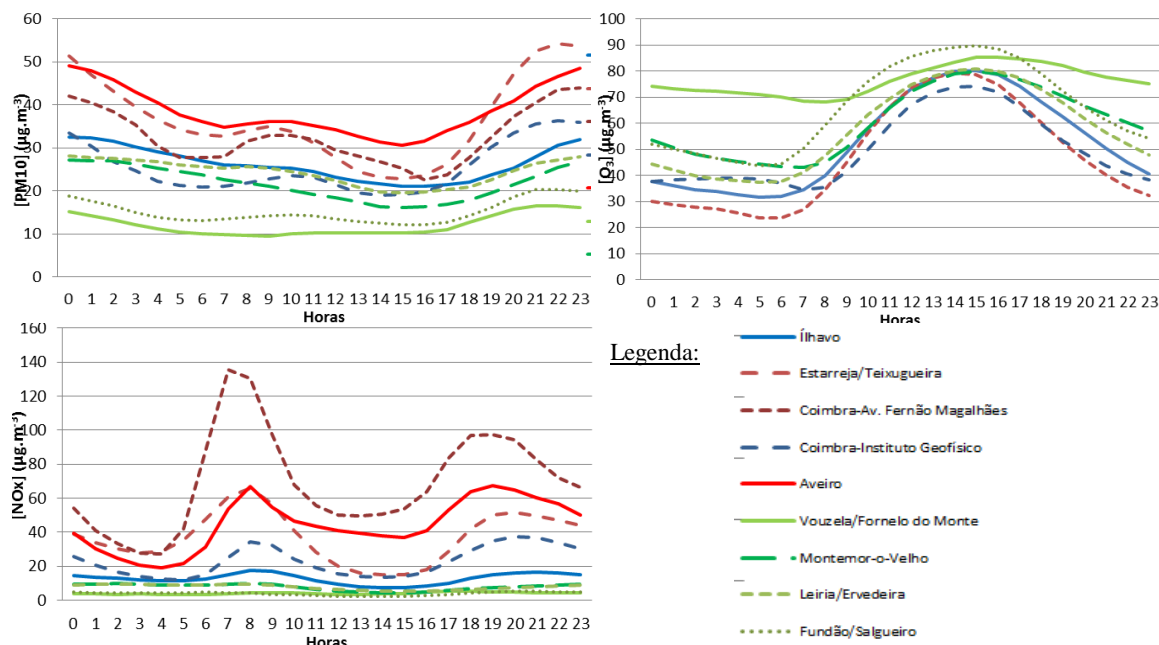 [PM10] (µg.m⁻³)
60
50
40
30
20
10
0
0 1 2 3 4 5 6 7 8 9 10 11 12 13 14 15 16 17 18 19 20 21 22 23
Horas
[O₃] (µg.m⁻³)
100
90
80
70
60
50
40
30
20
10
0
0 1 2 3 4 5 6 7 8 9 10 11 12 13 14 15 16 17 18 19 20 21 22 23
Horas
[NOx] (µg.m⁻³)
160
140
120
100
80
60
40
20
0
0 1 2 3 4 5 6 7 8 9 10 11 12 13 14 15 16 17 18 19 20 21 22 23
Horas
Legenda:
Ílhavo
Estarreja/Teixugueira
Coimbra-Av. Fernão Magalhães
Coimbra-Instituto Geofísico
Aveiro
Vouzela/Fornelo do Monte
Montemor-o-Velho
Leiria/Ervedeira
Fundão/Salgueiro